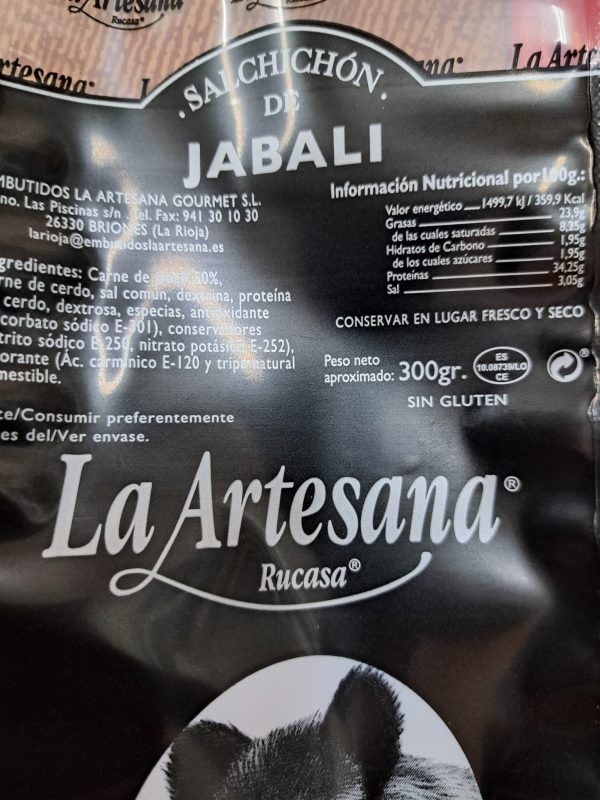 Artesana
Rucasa®
rtesana®
La Arte
SALCHICHÓN
DE
JABALI
MBUTIDOS LA ARTESANA GOURMET S.L.
no. Las Piscinas s/n . Tel. Fax: 941 30 10 30
26330 BRIONES (La Rioja)
larioja@embutidoslaartesana.es
gredientes: Carne de 50%,
rne de cerdo, sal común, dextrina, proteína
cerdo, dextrosa, especias, antioxidante
corbato sódico E-301), conservadores
trito sódico E-250, nitrato potásico E-252),
orante (Ác. carmínico E-120 y tripa natural
mestible.
te/Consumir preferentemente
es del/Ver envase.
Información Nutricional por100g.:
Valor energético 1499,7 kJ / 359,9 Kcal
Grasas 23,9g
de las cuales saturadas 8,25g
Hidratos de Carbono 1,95g
de los cuales azúcares 1,95g
Proteínas 34,25g
Sal 3,05g
CONSERVAR EN LUGAR FRESCO Y SECO
Peso neto
aproximado: 300gr.
ES
10.08739/LO
CE
®
SIN GLUTEN
La Artesana®
Rucasa®